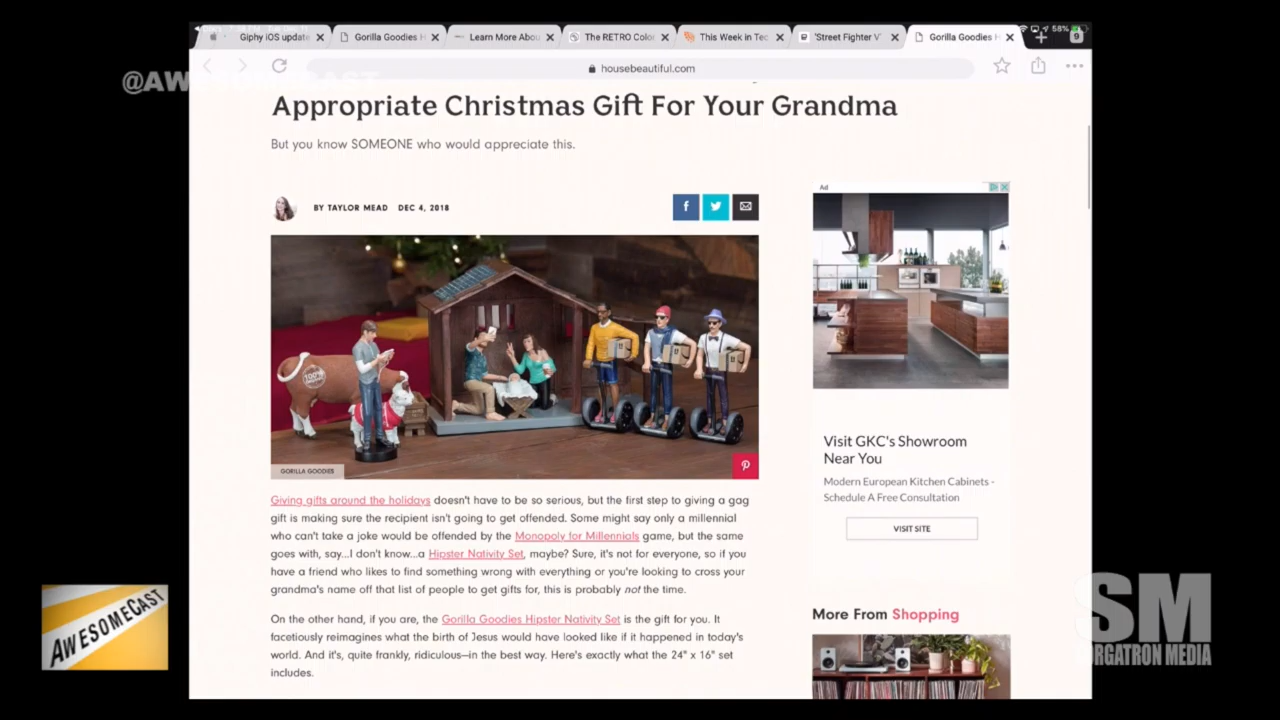 Giphy iOS update
Gorilla Goodies H
Learn More Abou
The RETRO Coloc
This Week in Tec
'Street Fighter V'
Gorilla Goodies H
58%
9
housebeautiful.com
Appropriate Christmas Gift For Your Grandma
But you know SOMEONE who would appreciate this.
BY TAYLOR MEAD DEC 4, 2018
Ad
100%
GORILLA GOODIES
Giving gifts around the holidays doesn't have to be so serious, but the first step to giving a gag
gift is making sure the recipient isn't going to get offended. Some might say only a millennial
who can't take a joke would be offended by the Monopoly for Millennials game, but the same
goes with, say...I don't know...a Hipster Nativity Set, maybe? Sure, it's not for everyone, so if you
have a friend who likes to find something wrong with everything or you're looking to cross your
grandma's name off that list of people to get gifts for, this is probably not the time.
On the other hand, if you are, the Gorilla Goodies Hipster Nativity Set is the gift for you. It
facetiously reimagines what the birth of Jesus would have looked like if it happened in today's
world. And it's, quite frankly, ridiculous—in the best way. Here's exactly what the 24" x 16" set
includes.
Visit GKC's Showroom
Near You
Modern European Kitchen Cabinets -
Schedule A Free Consultation
VISIT SITE
More From Shopping
@AWESOMECAST
AWESOMECAST
SM
SORGATRON MEDIA